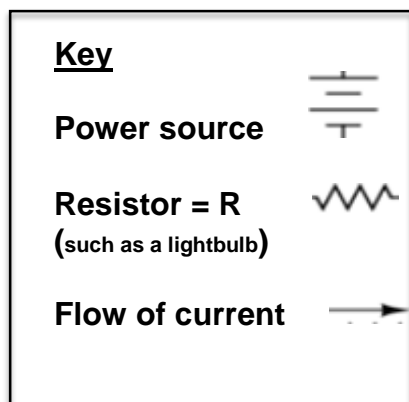 Key
Power source
Resistor = R
(such as a lightbulb)
Flow of current